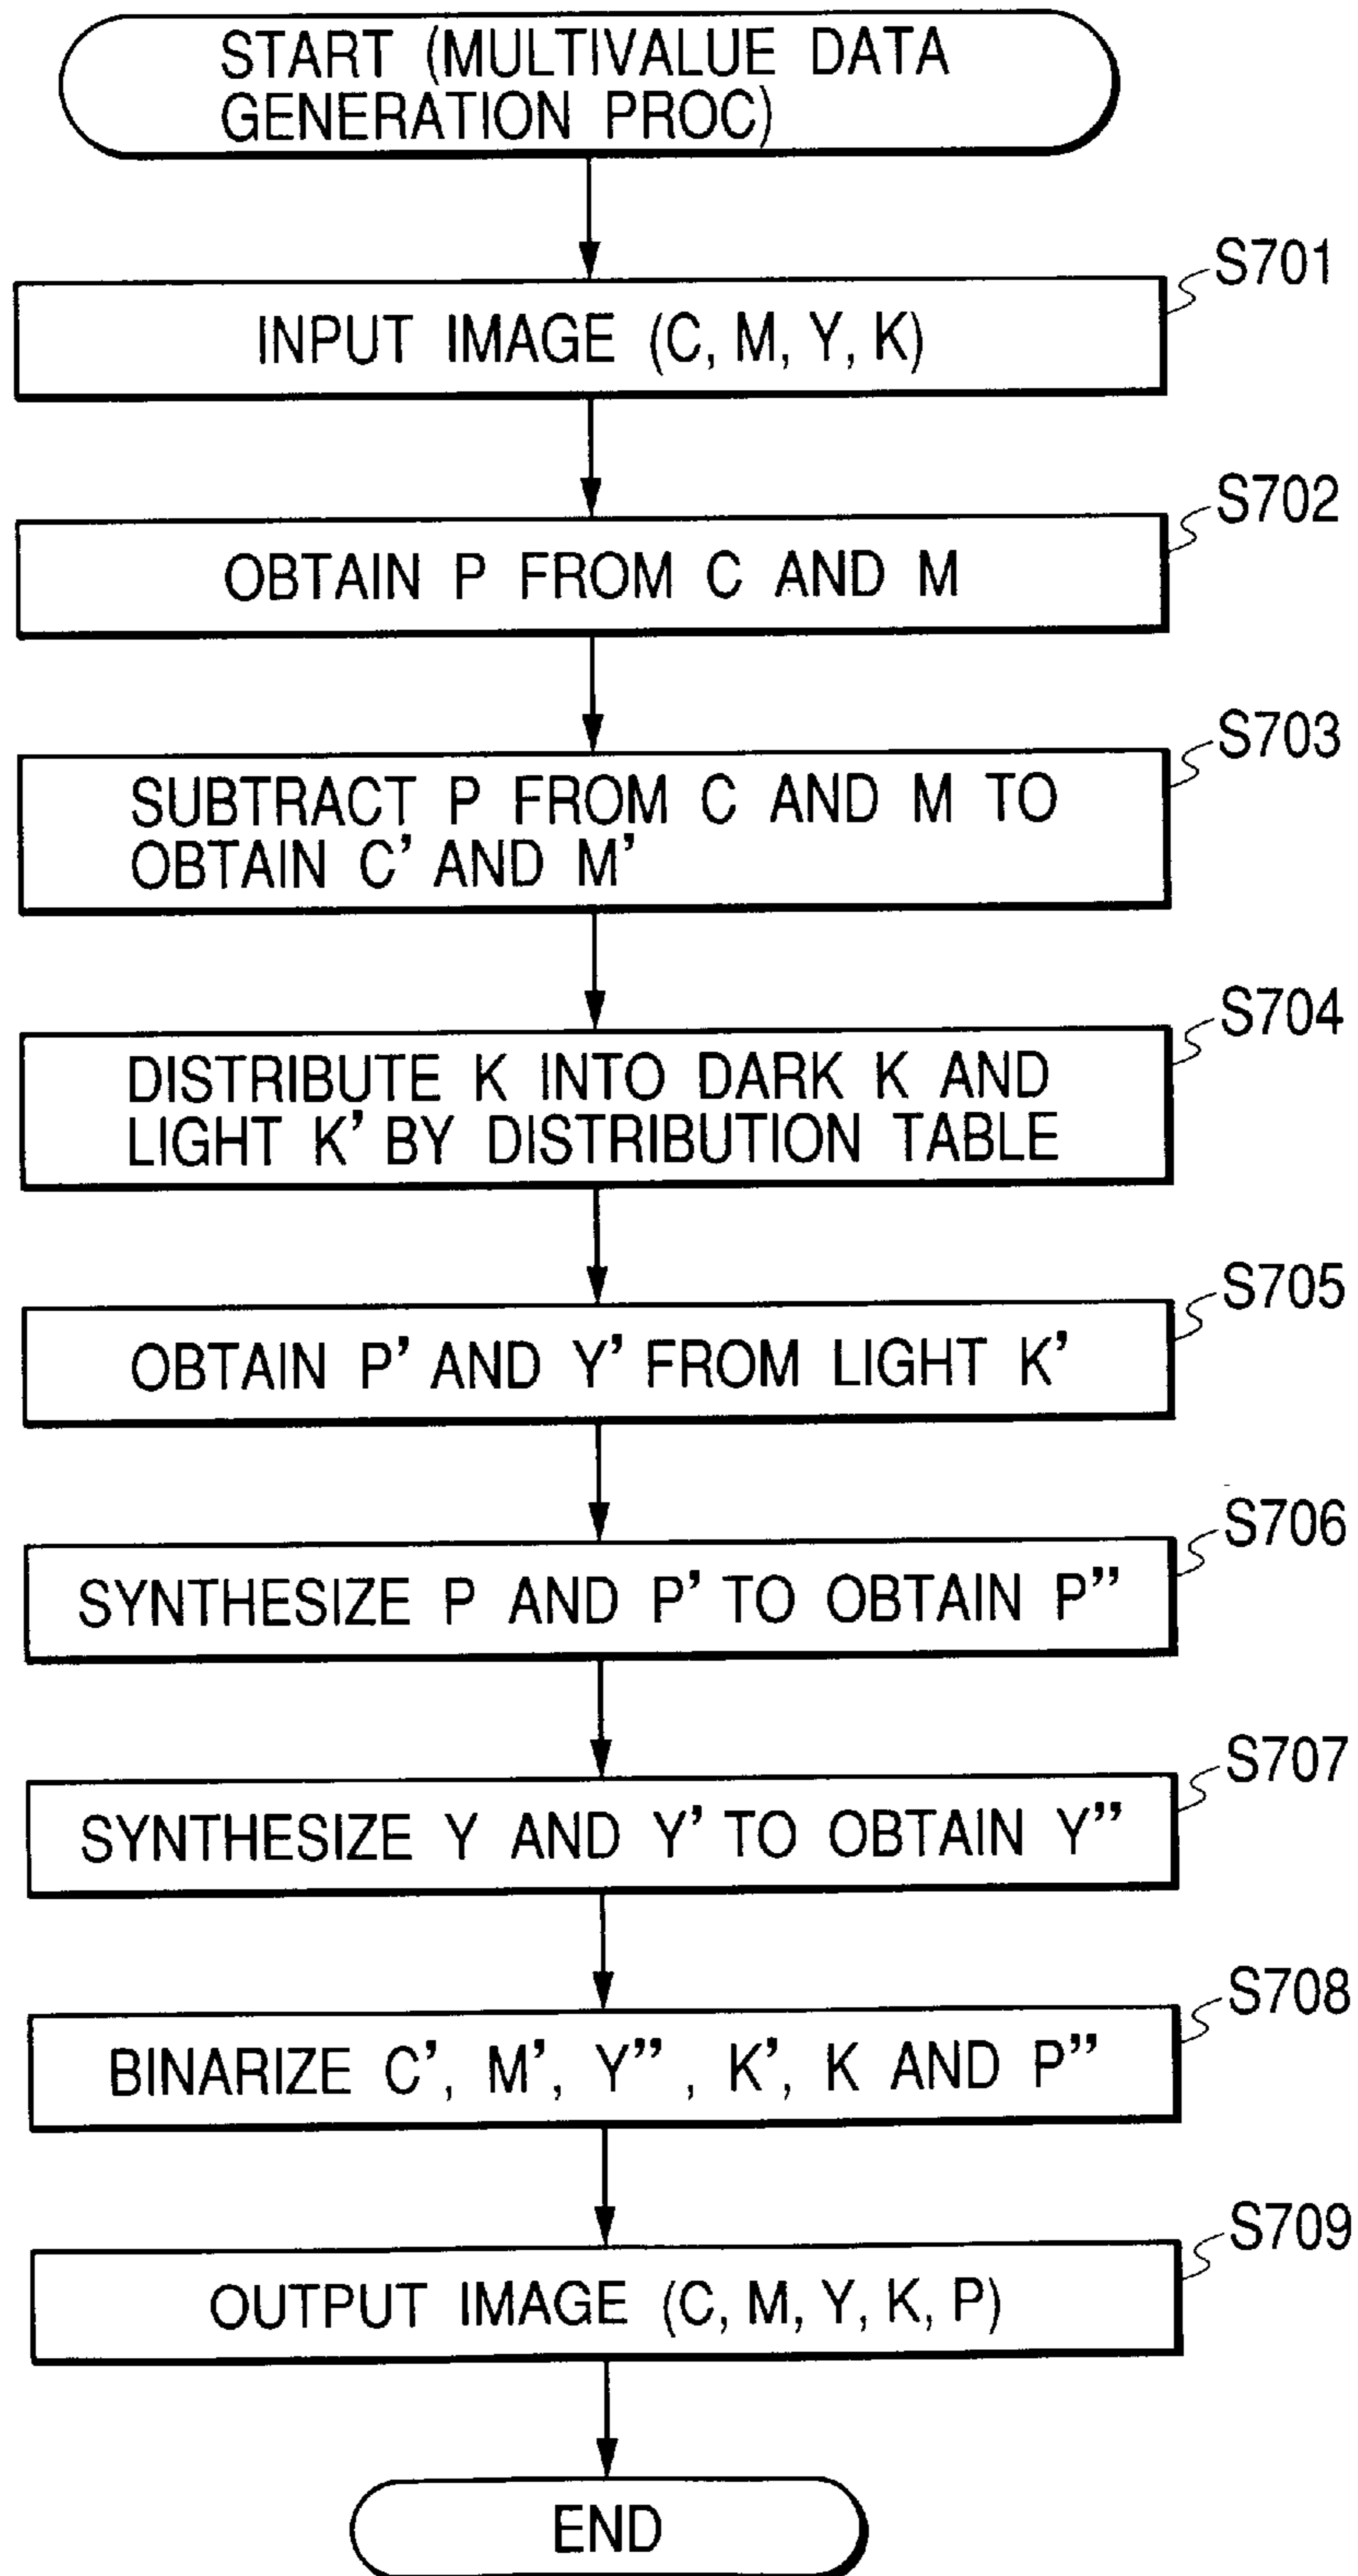 START (MULTIVALUE DATA
GENERATION PROC)
S701
INPUT IMAGE (C, M, Y, K)
S702
OBTAIN P FROM C AND M
S703
SUBTRACT P FROM C AND M TO
OBTAIN C' AND M'
S704
DISTRIBUTE K INTO DARK K AND
LIGHT K' BY DISTRIBUTION TABLE
S705
OBTAIN P' AND Y' FROM LIGHT K'
S706
SYNTHESIZE P AND P' TO OBTAIN P"
S707
SYNTHESIZE Y AND Y' TO OBTAIN Y"
S708
BINARIZE C', M', Y" , K', K AND P"
S709
OUTPUT IMAGE (C, M, Y, K, P)
END